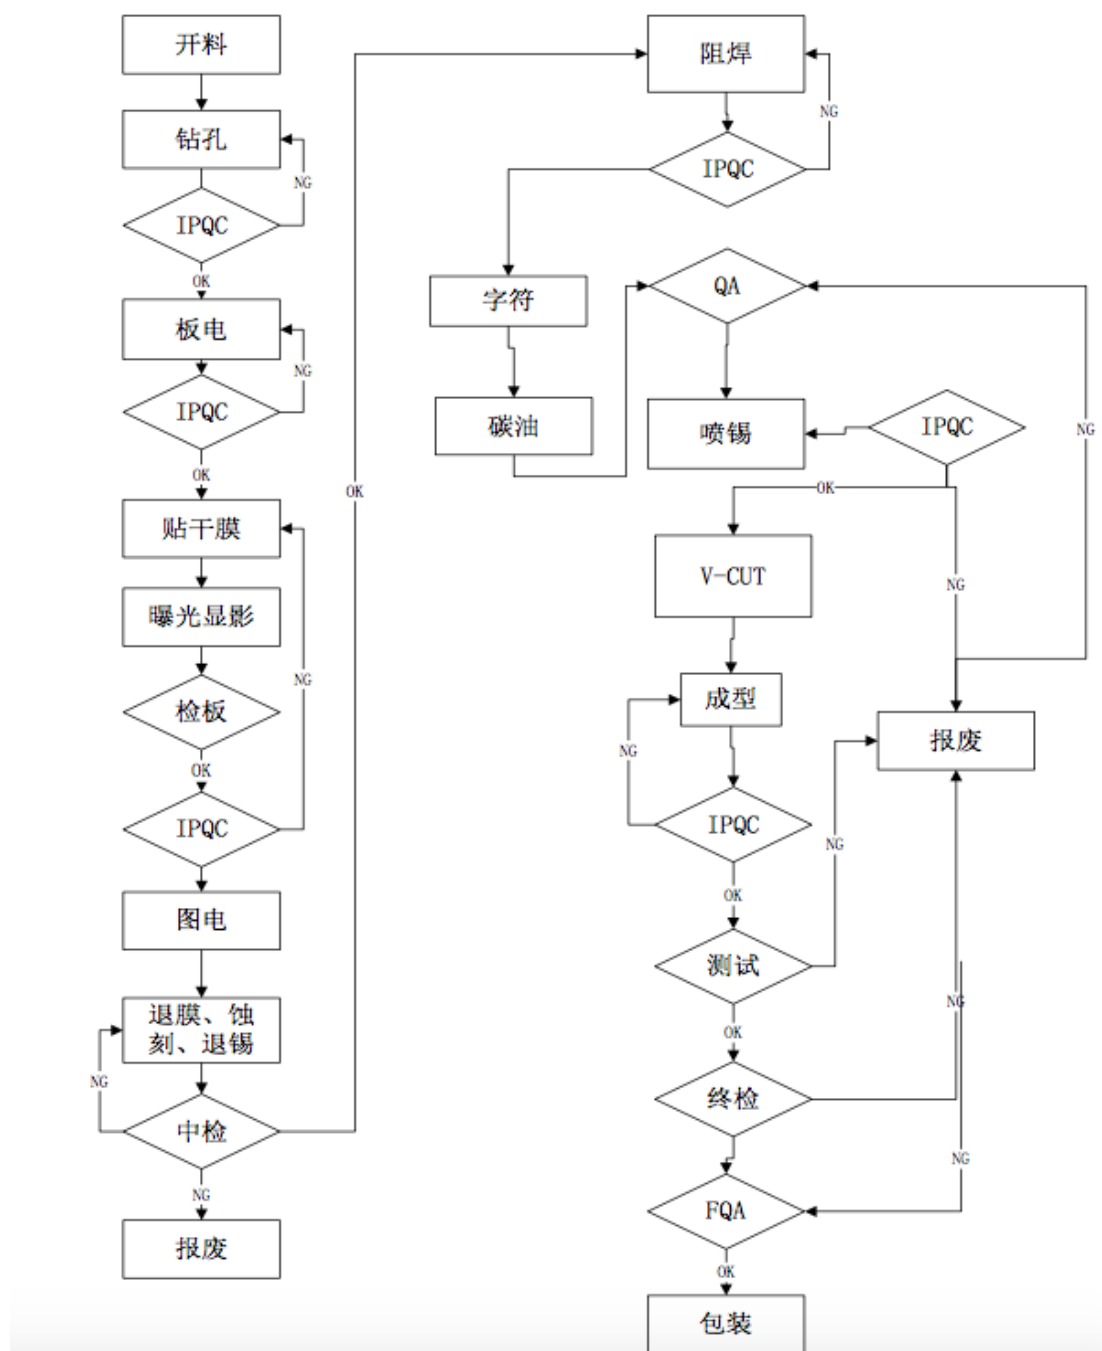 开料
钻孔
NG
IPQC
OK
板电
NG
IPQC
OK
贴干膜
曝光显影
NG
检板
OK
IPQC
图电
退膜、蚀
刻、退锡
NG
中检
NG
报废
OK
阻焊
NG
IPQC
字符
QA
碳油
喷锡
IPQC
NG
OK
V-CUT
NG
成型
NG
报废
IPQC
NG
OK
测试
NG
OK
终检
NG
FQA
OK
包装